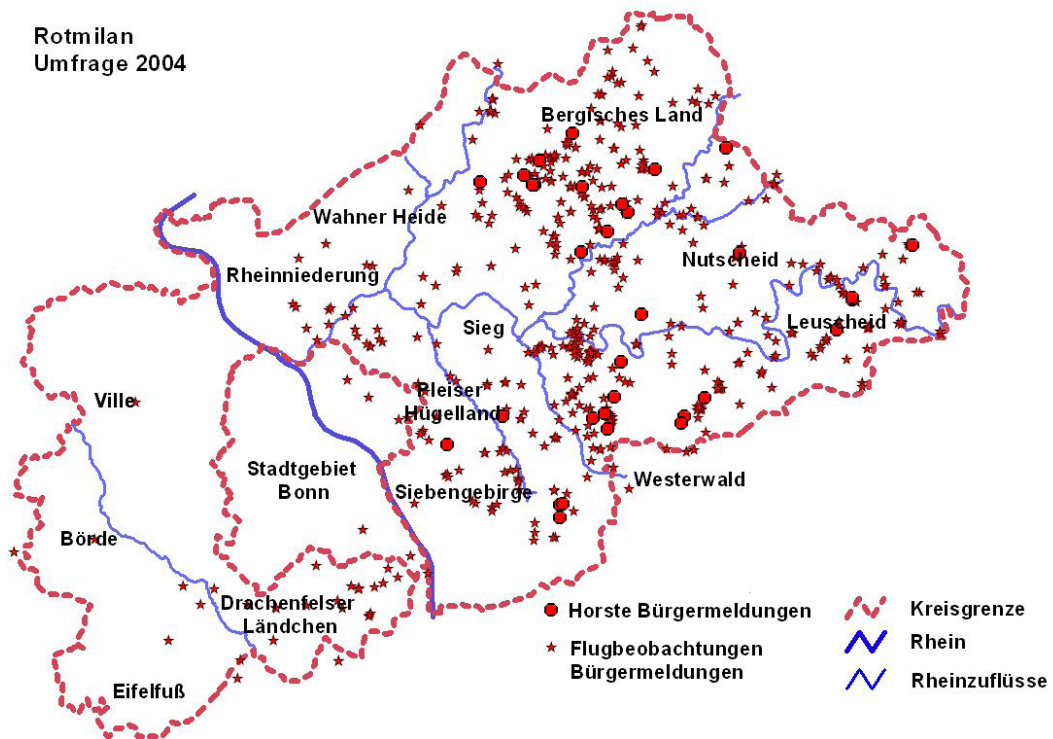 Rotmilan
Umfrage 2004
Bergisches Land
Wahner Heide
Rheinniederung
Nutscheid
Sieg
Leuscheid
Pleiser
Hügelland
Ville
Stadtgebiet
Bonn
Siebengebirge
Westerwald
Börde
Drachenfelser
Ländchen
Eifelfuß
Horste Bürgermeldungen
Flugbeobachtungen
Bürgermeldungen
Kreisgrenze
Rhein
Rheinzuflüsse